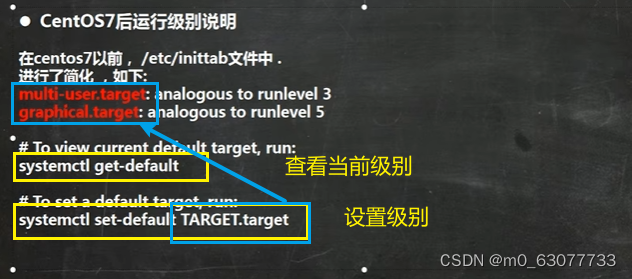 ● CentOS7后运行级别说明
在centos7以前， /etc/inittab文件中 .
进行了简化 ，如下:
multi-user.target: analogous to runlevel 3
graphical.target: analogous to runlevel 5
# To view current default target, run:
systemctl get-default
查看当前级别
# To set a default target, run:
systemctl set-default TARGET.target
设置级别
CSDN @m0_63077733